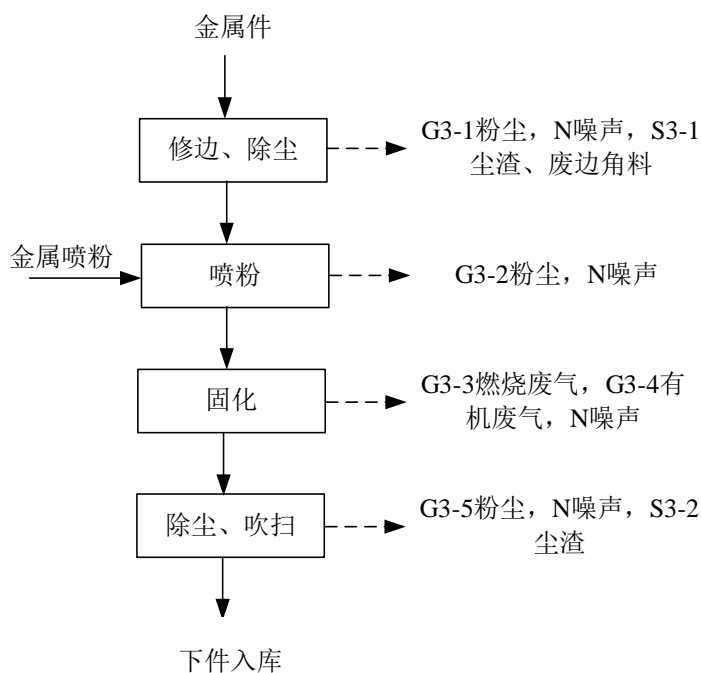 金属件
修边、除尘
G3-1粉尘，N噪声，S3-1
尘渣、废边角料
金属喷粉
喷粉
G3-2粉尘，N噪声
固化
G3-3燃烧废气，G3-4有
机废气，N噪声
除尘、吹扫
G3-5粉尘，N噪声，S3-2
尘渣
下件入库